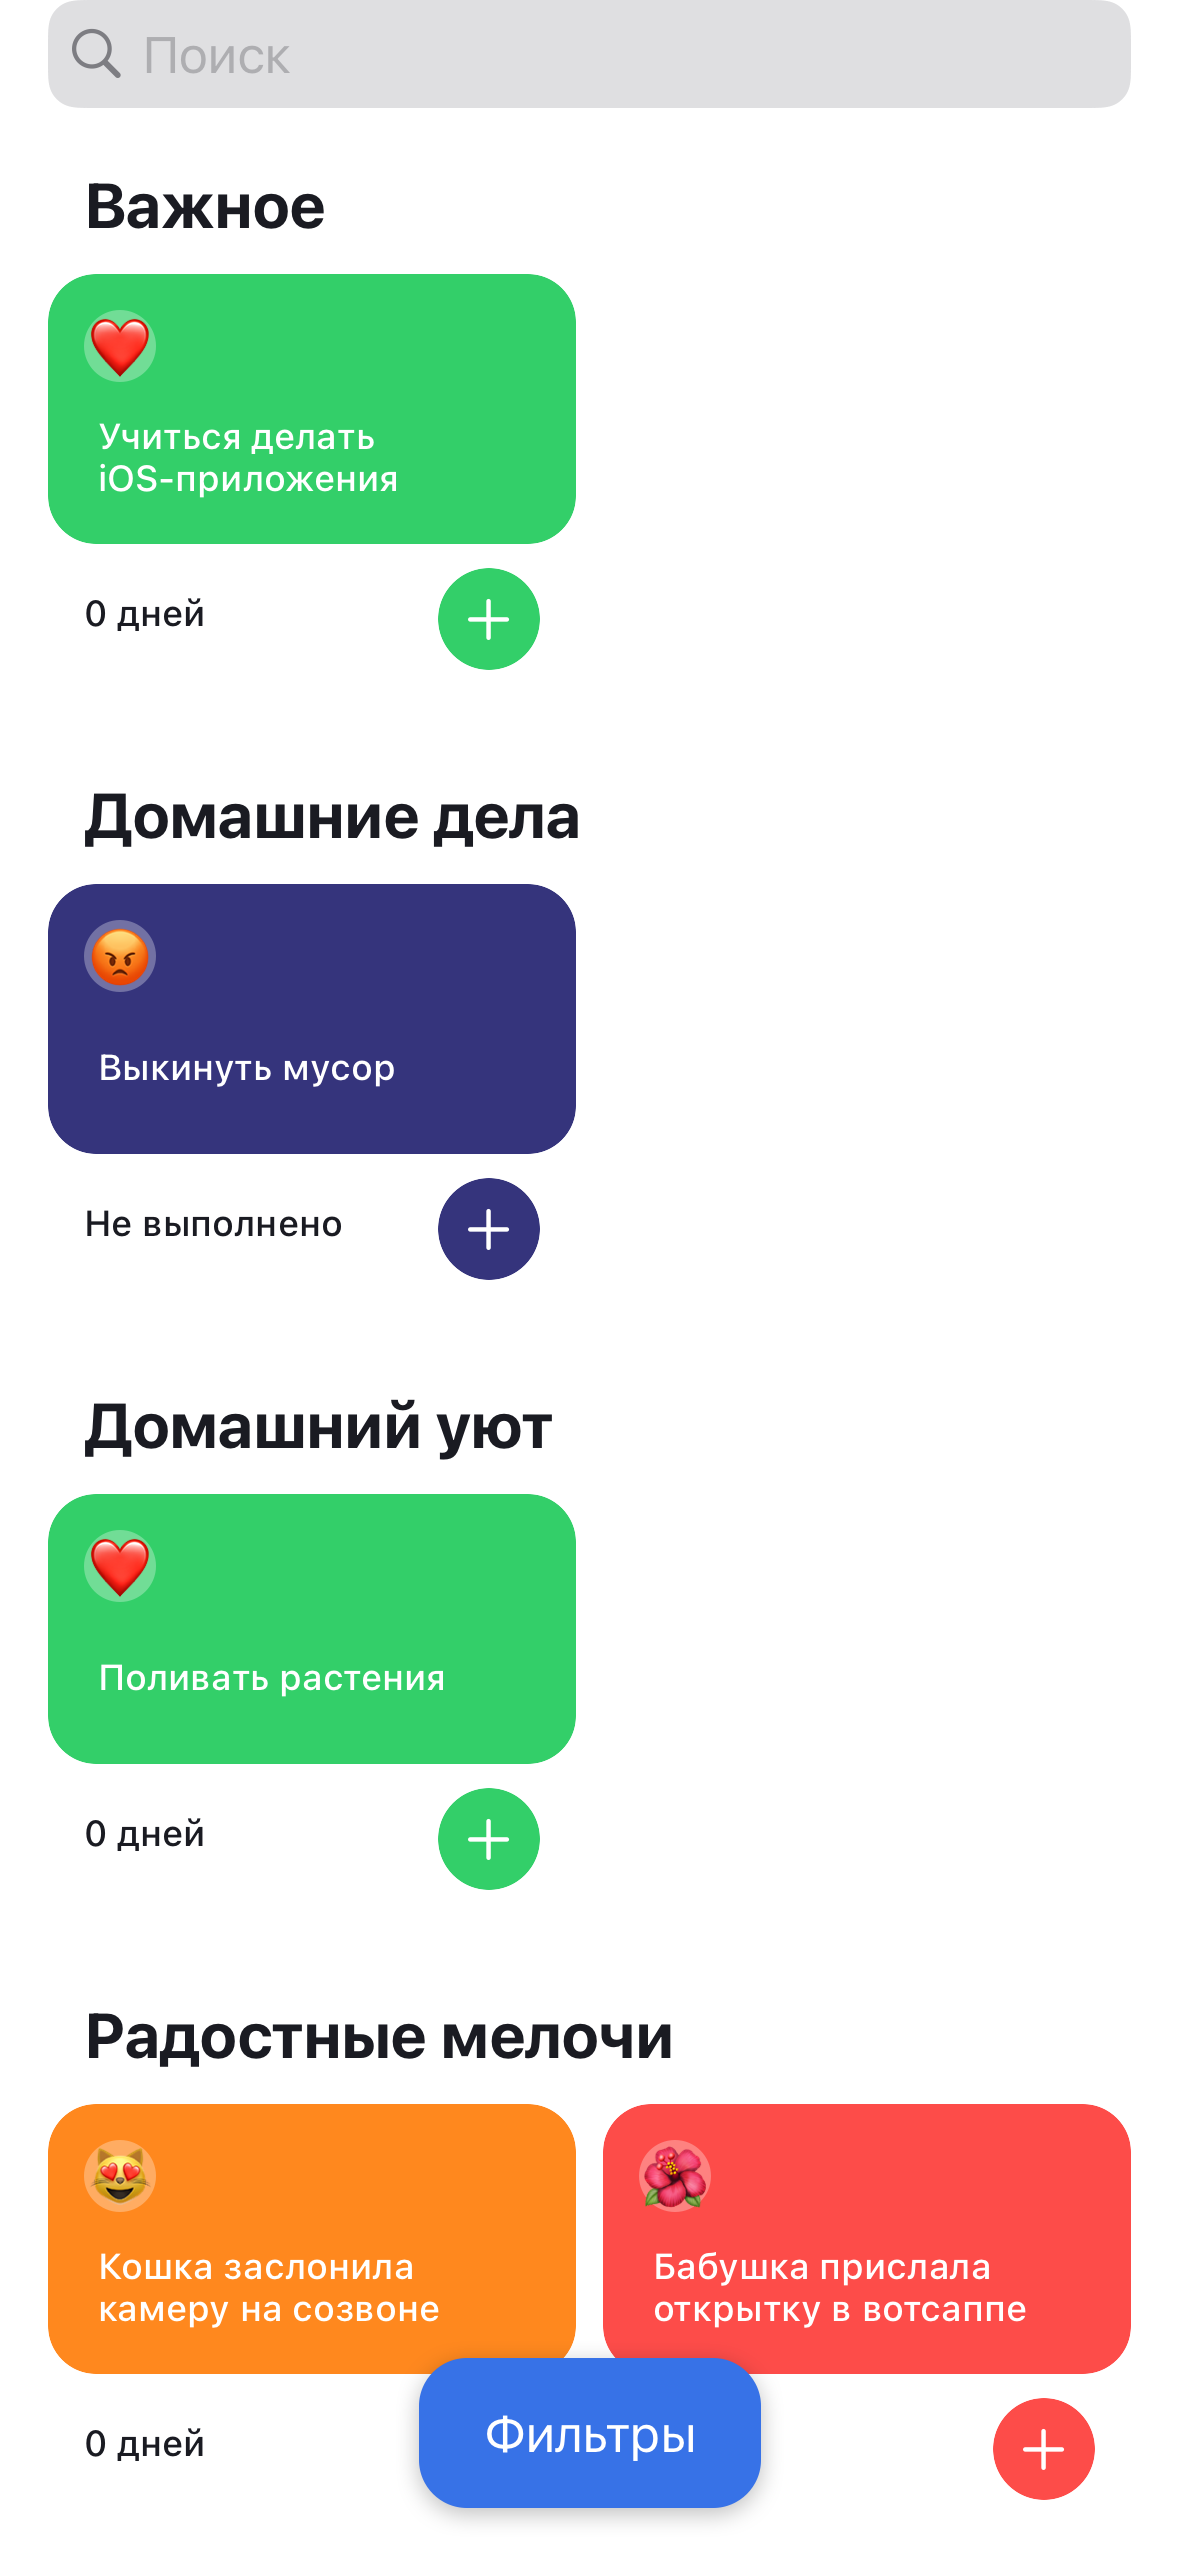 Поиск
Важное
Учиться делать
iOS-приложения
0 дней
Домашние дела
Выкинуть мусор
Не выполнено
Домашний уют
Поливать растения
0 дней
Радостные мелочи
Кошка заслонила
камеру на созвоне
Бабушка прислала
открытку в вотсаппе
0 дней
Фильтры